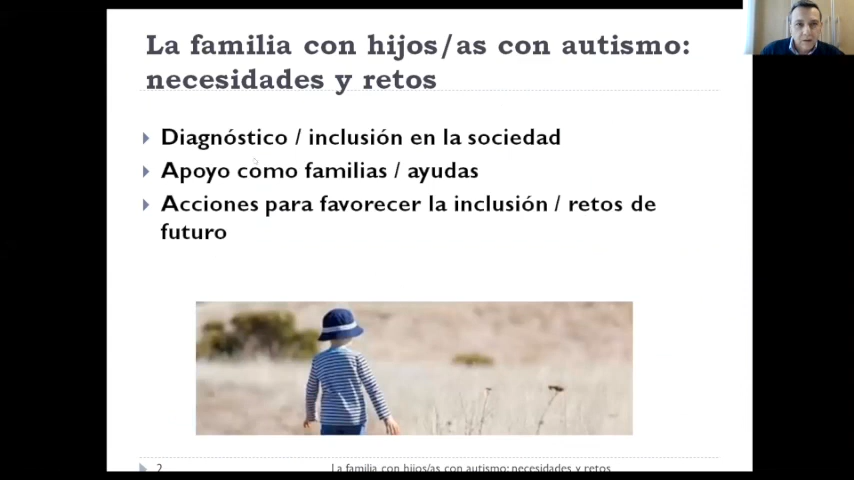 La familia con hijos/as con autismo:
necesidades y retos
Diagnóstico / inclusión en la sociedad
Apoyo como familias / ayudas
Acciones para favorecer la inclusión / retos de
futuro
2
La familia con hijos/as con autismo: necesidades y retos